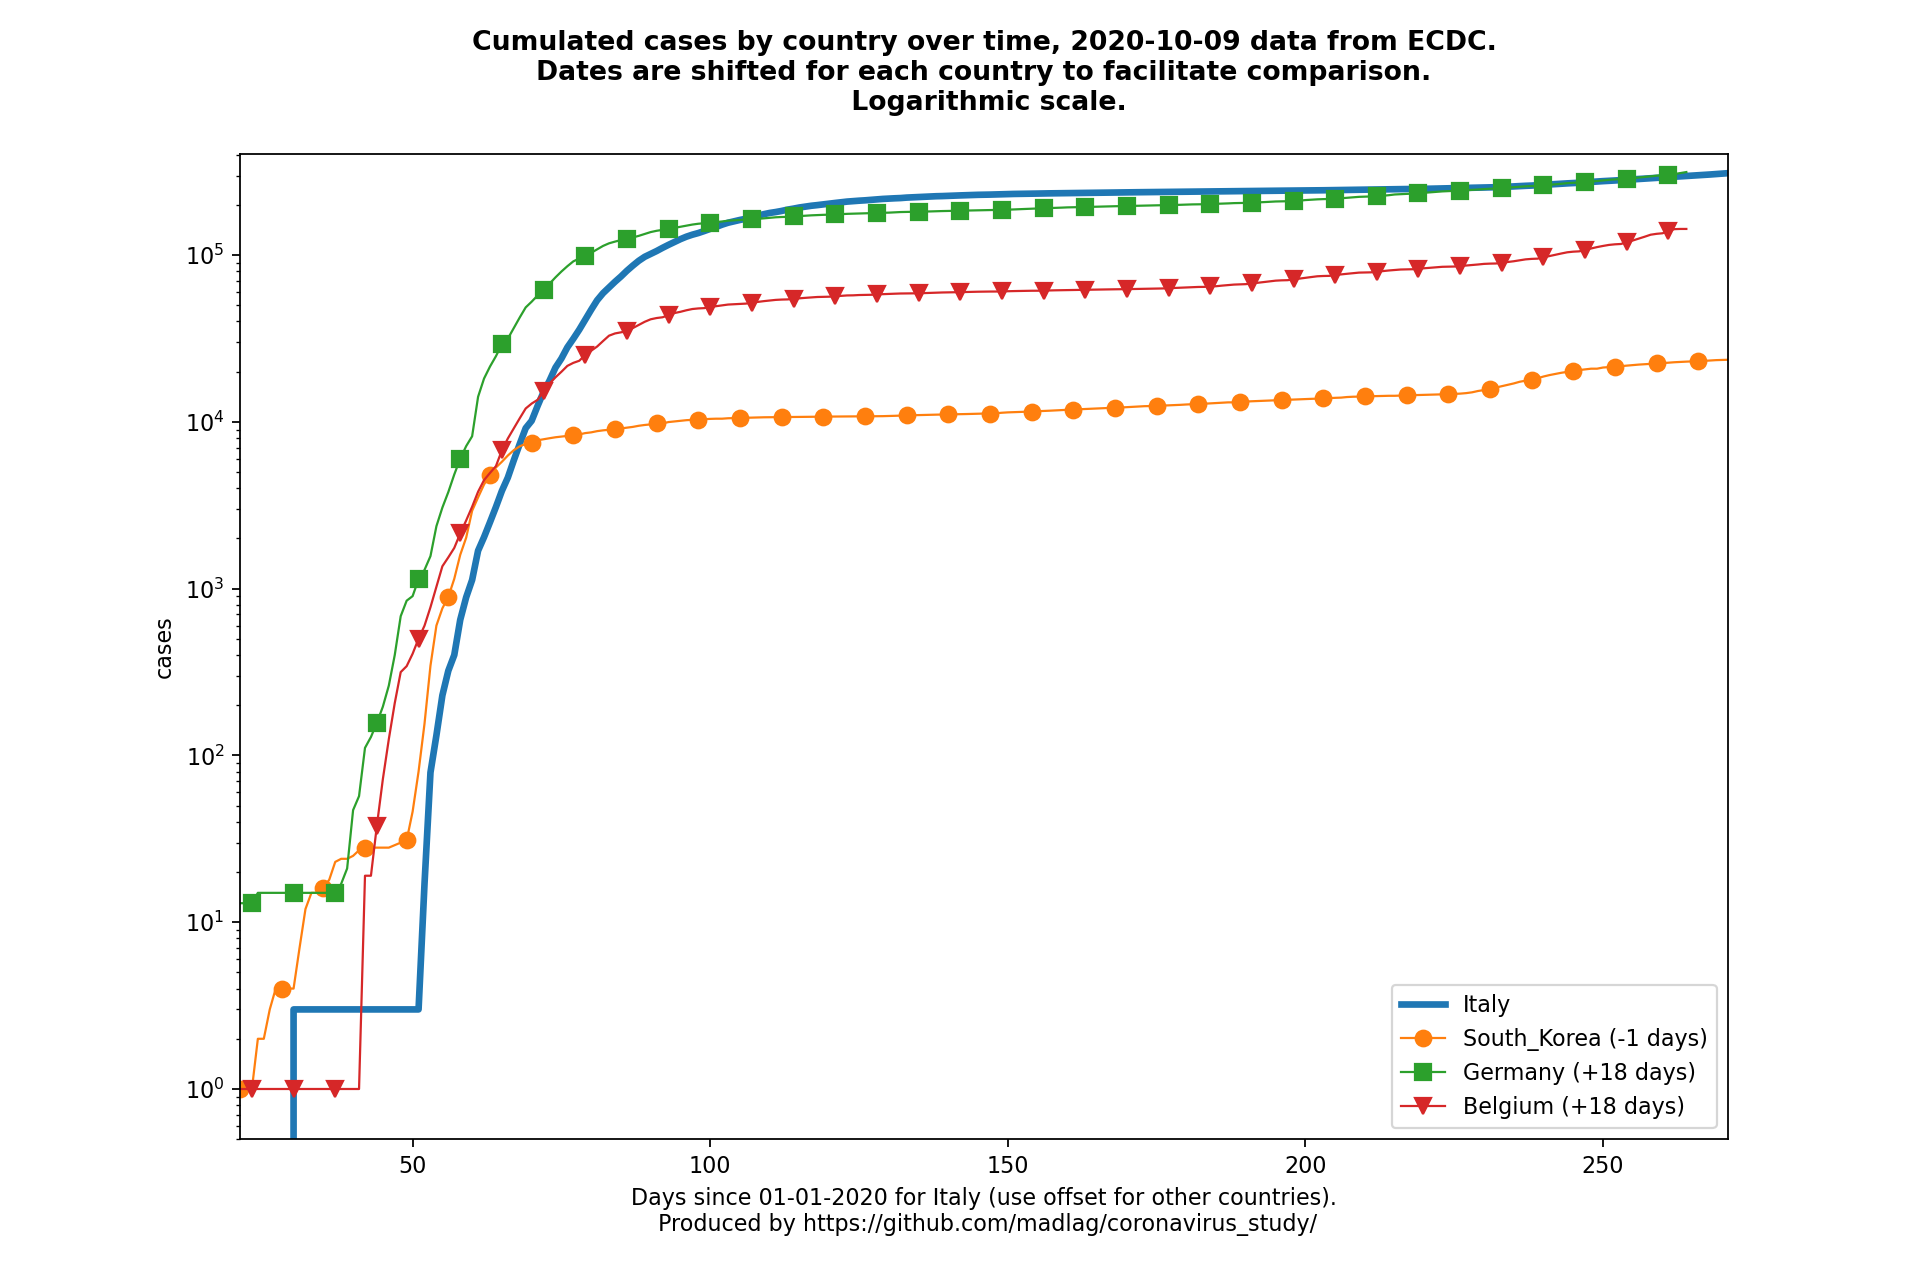 Cumulated cases by country over time, 2020-10-09 data from ECDC.
Dates are shifted for each country to facilitate comparison.
Logarithmic scale.
10^5
10^4
10^3
10^2
10^1
10^0
cases
Italy
South_Korea (-1 days)
Germany (+18 days)
Belgium (+18 days)
50 100 150 200 250
Days since 01-01-2020 for Italy (use offset for other countries).
Produced by https://github.com/madlag/coronavirus_study/